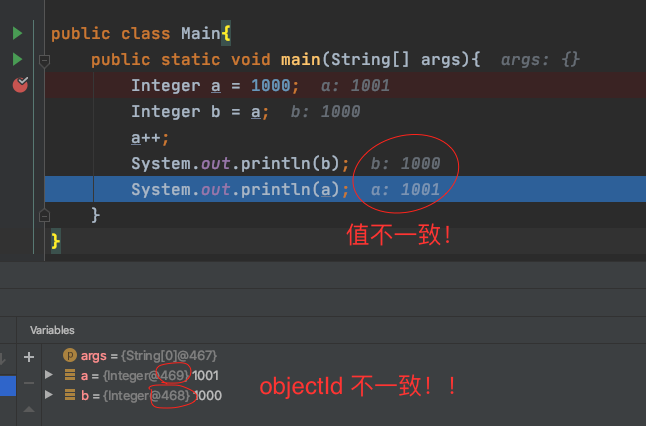 public class Main{
public static void main(String[] args){ args: {}
Integer a = 1000; a: 1001
Integer b = a; b: 1000
a++;
System.out.println(b); b: 1000
System.out.println(a); a: 1001
}
}
值不一致！
Variables
p args = {String[0]@467}
a = {Integer@469} 1001
b = {Integer@468} 1000
objectId 不一致！！